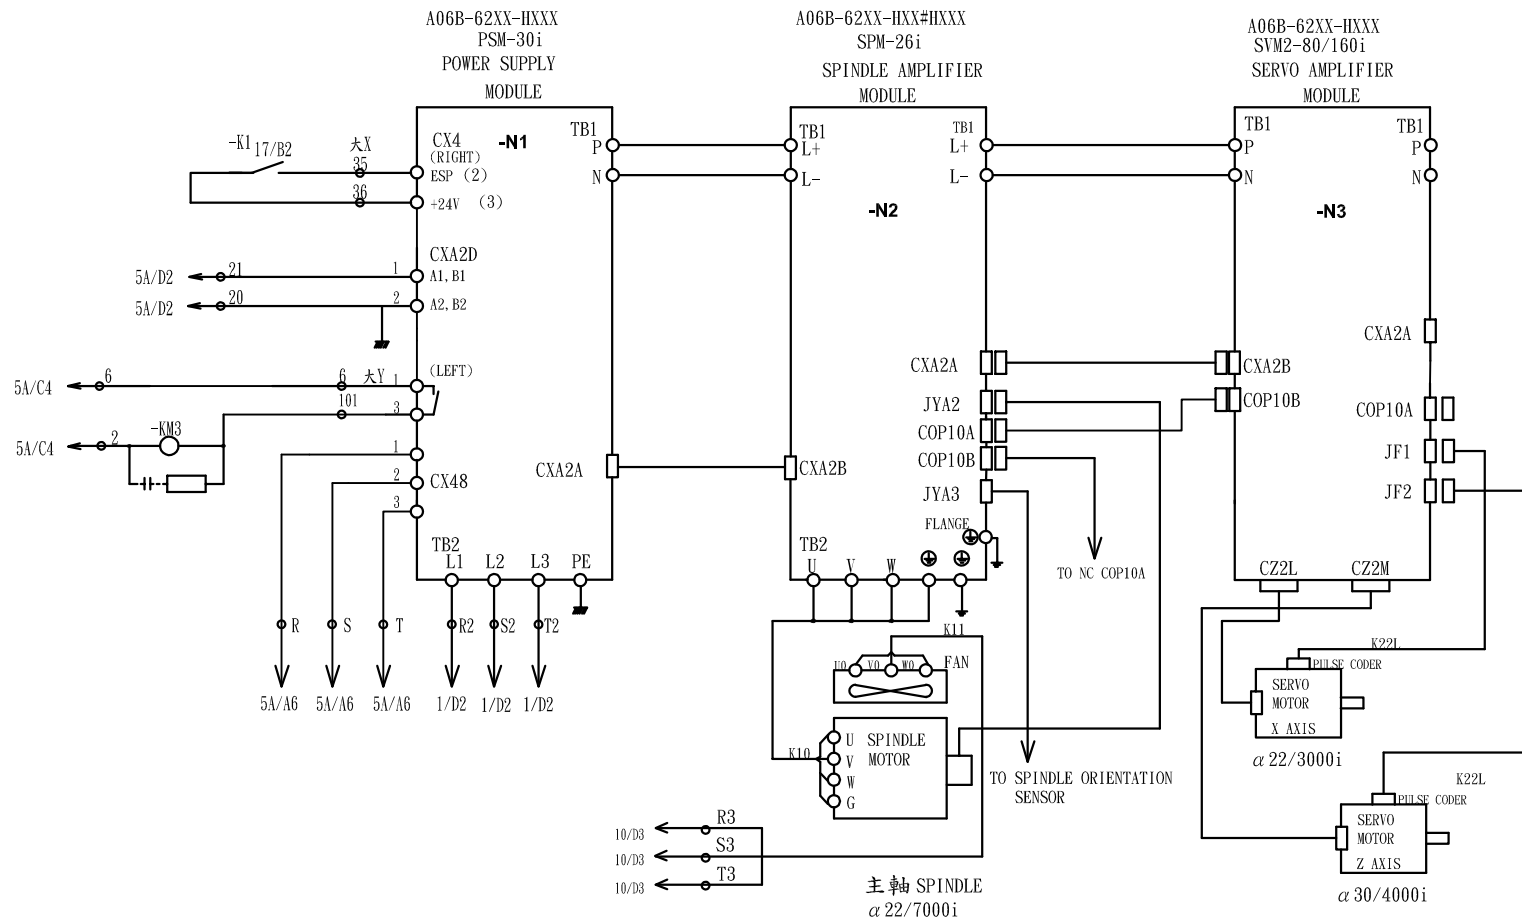 A06B-62XX-HXXX
PSM-30i
POWER SUPPLY
MODULE
A06B-62XX-HXX#HXXX
SPM-26i
SPINDLE AMPLIFIER
MODULE
A06B-62XX-HXXX
SVM2-80/160i
SERVO AMPLIFIER
MODULE
-N1
TB1
P
N
CX4
(RIGHT)
ESP (2)
+24V (3)
-K1 17/B2
大X
35
36
CXA2D
A1, B1
A2, B2
1
2
5A/D2
21
5A/D2
20
(LEFT)
5A/C4
6
6
大Y
1
101
3
-KM3
5A/C4
2
1
2
CX48
3
CXA2A
TB2
L1
L2
L3
PE
R
S
T
R2
S2
T2
5A/A6
5A/A6
5A/A6
1/D2
1/D2
1/D2
TB1
L+
L-
TB1
L+
L-
-N2
CXA2A
JYA2
COP10A
COP10B
JYA3
CXA2B
FLANGE
TB2
U
V
W
TO NC COP10A
K11
U0
V0
W0
FAN
K10
U
V
W
G
SPINDLE
MOTOR
TO SPINDLE ORIENTATION
SENSOR
10/D3
R3
10/D3
S3
10/D3
T3
主軸 SPINDLE
α22/7000i
TB1
P
N
TB1
P
N
-N3
CXA2A
CXA2B
COP10B
COP10A
JF1
JF2
CZ2L
CZ2M
K22L
PULSE CODER
SERVO
MOTOR
X AXIS
α22/3000i
K22L
PULSE CODER
SERVO
MOTOR
Z AXIS
α30/4000i